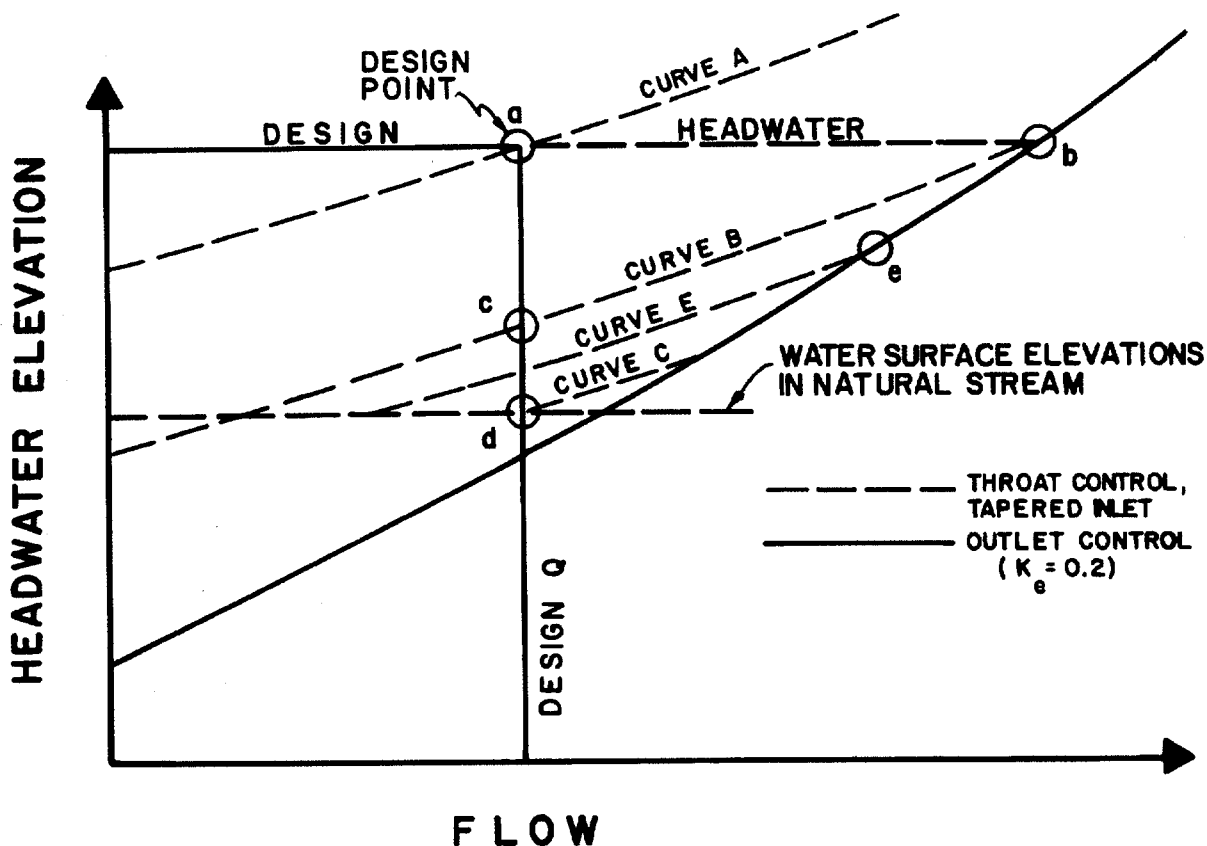 DESIGN
POINT
a
CURVE A
DESIGN
HEADWATER
b
CURVE B
e
c
CURVE E
CURVE C
WATER SURFACE ELEVATIONS
IN NATURAL STREAM
d
THROAT CONTROL,
TAPERED INLET
OUTLET CONTROL
(Ke=0.2)
DESIGN Q
HEADWATER ELEVATION
FLOW